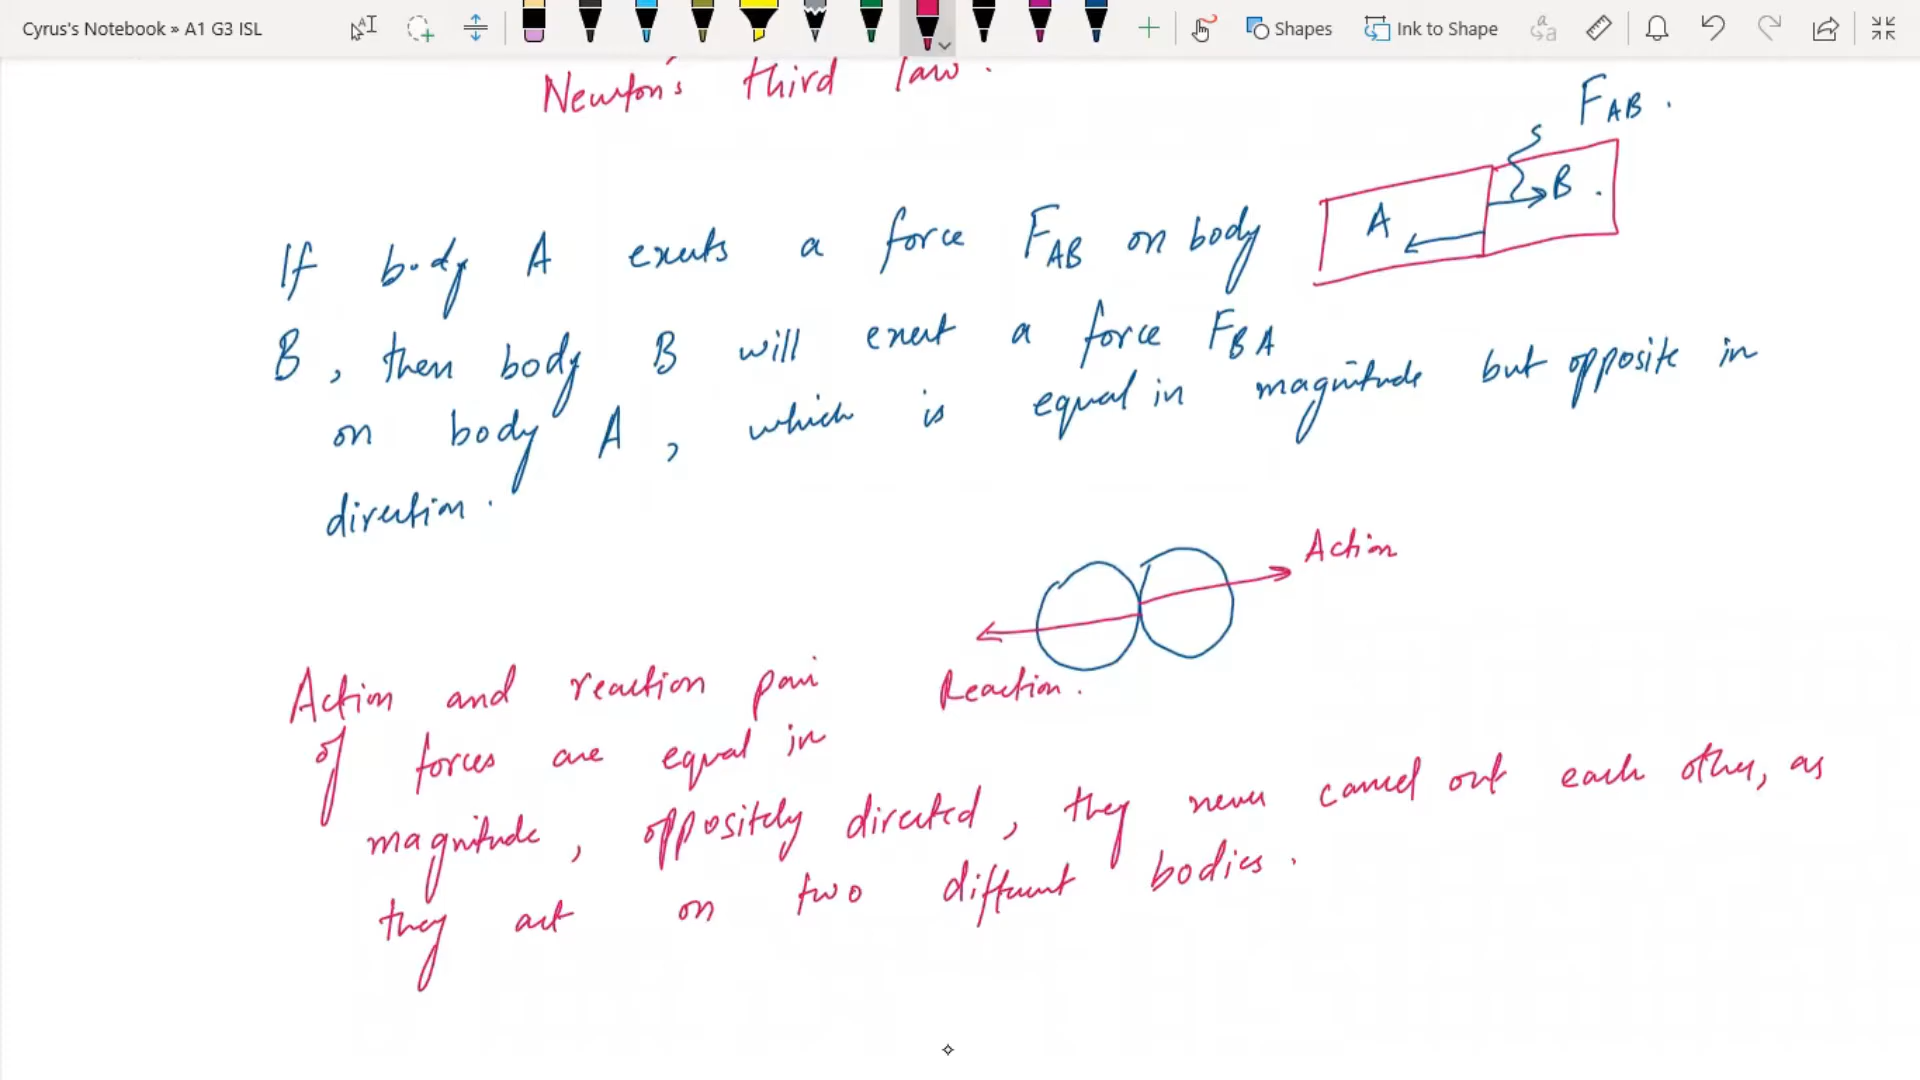 Cyrus's Notebook » A1 G3 ISL
Shapes
Ink to Shape
Newton's third law.
F_AB.
A
B.
If body A exerts a force F_AB on body
B, then body B will exert a force F_BA
on body A, which is equal in magnitude but opposite in
direction.
Action
Reaction.
Action and reaction pair
of forces are equal in
magnitude, oppositely directed, they never cancel out each other, as
they act on two different bodies.